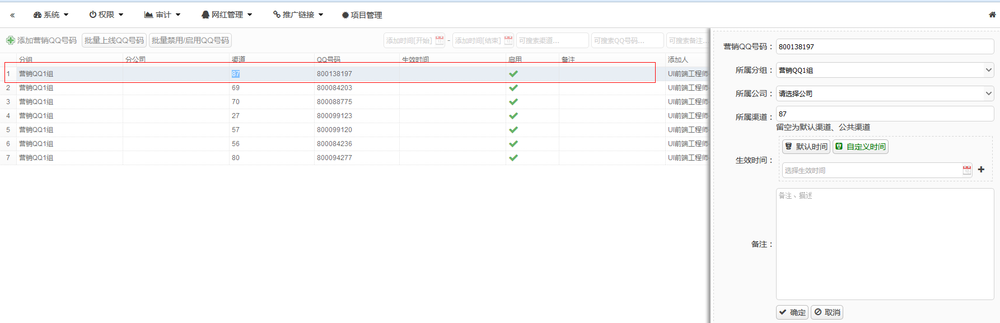 « 系统 权限 审计 网红管理 推广链接 项目管理
添加营销QQ号码 批量上线QQ号码 批量禁用/启用QQ号码 添加时间[开始] - 添加时间[结束] 可搜索渠道... 可搜索QQ号码... 可搜索备注...
分组 分公司 渠道 QQ号码 生效时间 启用 备注 添加人
1 营销QQ1组 87 800138197 UI前端工程师
2 营销QQ1组 69 800084203 UI前端工程师
3 营销QQ1组 70 800088775 UI前端工程师
4 营销QQ1组 27 800099123 UI前端工程师
5 营销QQ1组 57 800099120 UI前端工程师
6 营销QQ1组 56 800084236 UI前端工程师
7 营销QQ1组 80 800094277 UI前端工程师
营销QQ号码： 800138197
所属分组： 营销QQ1组
所属公司： 请选择公司
所属渠道： 87
留空为默认渠道、公共渠道
默认时间 自定义时间
生效时间：
选择生效时间
备注、描述
备注：
确定 取消